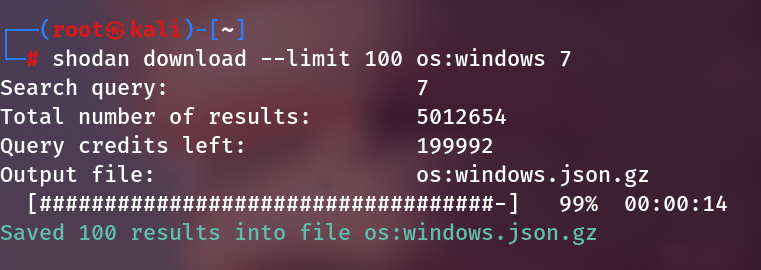 (root㉿kali)-[~]
# shodan download --limit 100 os:windows 7
Search query: 7
Total number of results: 5012654
Query credits left: 199992
Output file: os:windows.json.gz
[###################################-] 99% 00:00:14
Saved 100 results into file os:windows.json.gz